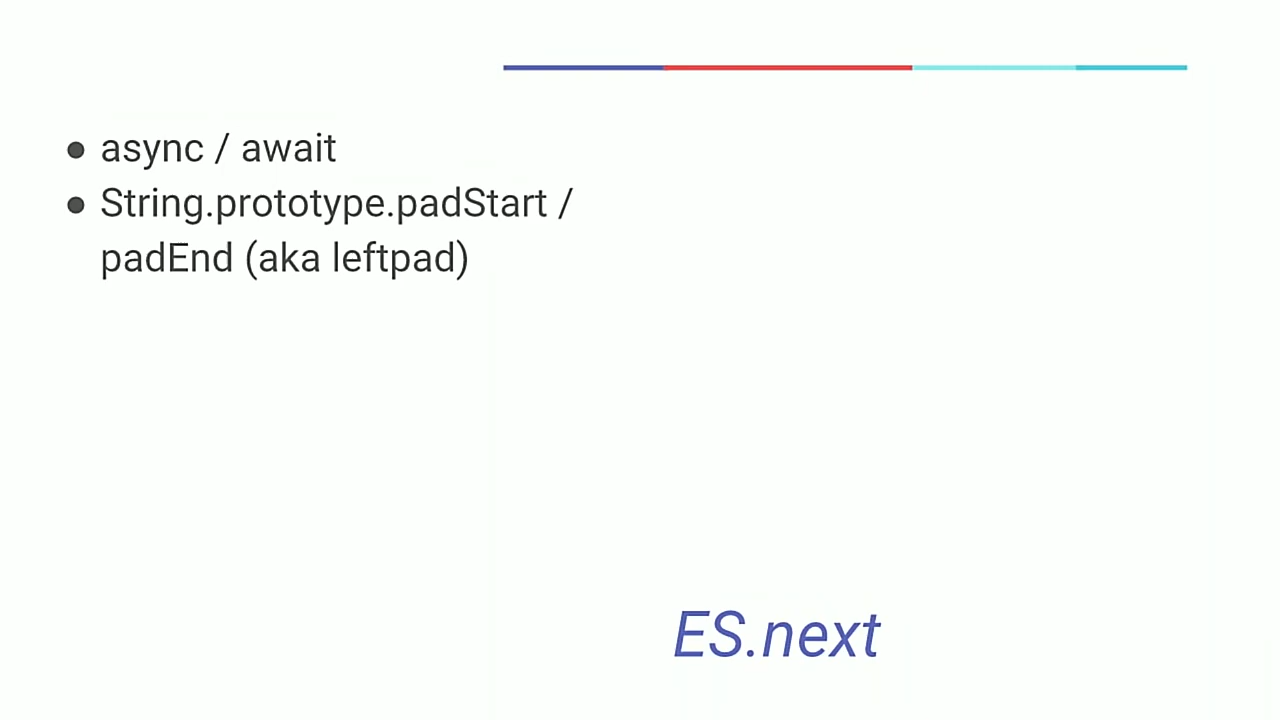 ● async / await
● String.prototype.padStart /
padEnd (aka leftpad)
ES.next